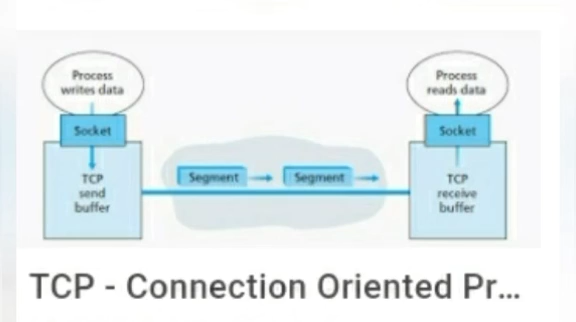 Process
writes data
Socket
TCP
send
buffer
Segment
Segment
Process
reads data
Socket
TCP
receive
buffer
TCP - Connection Oriented Pr...